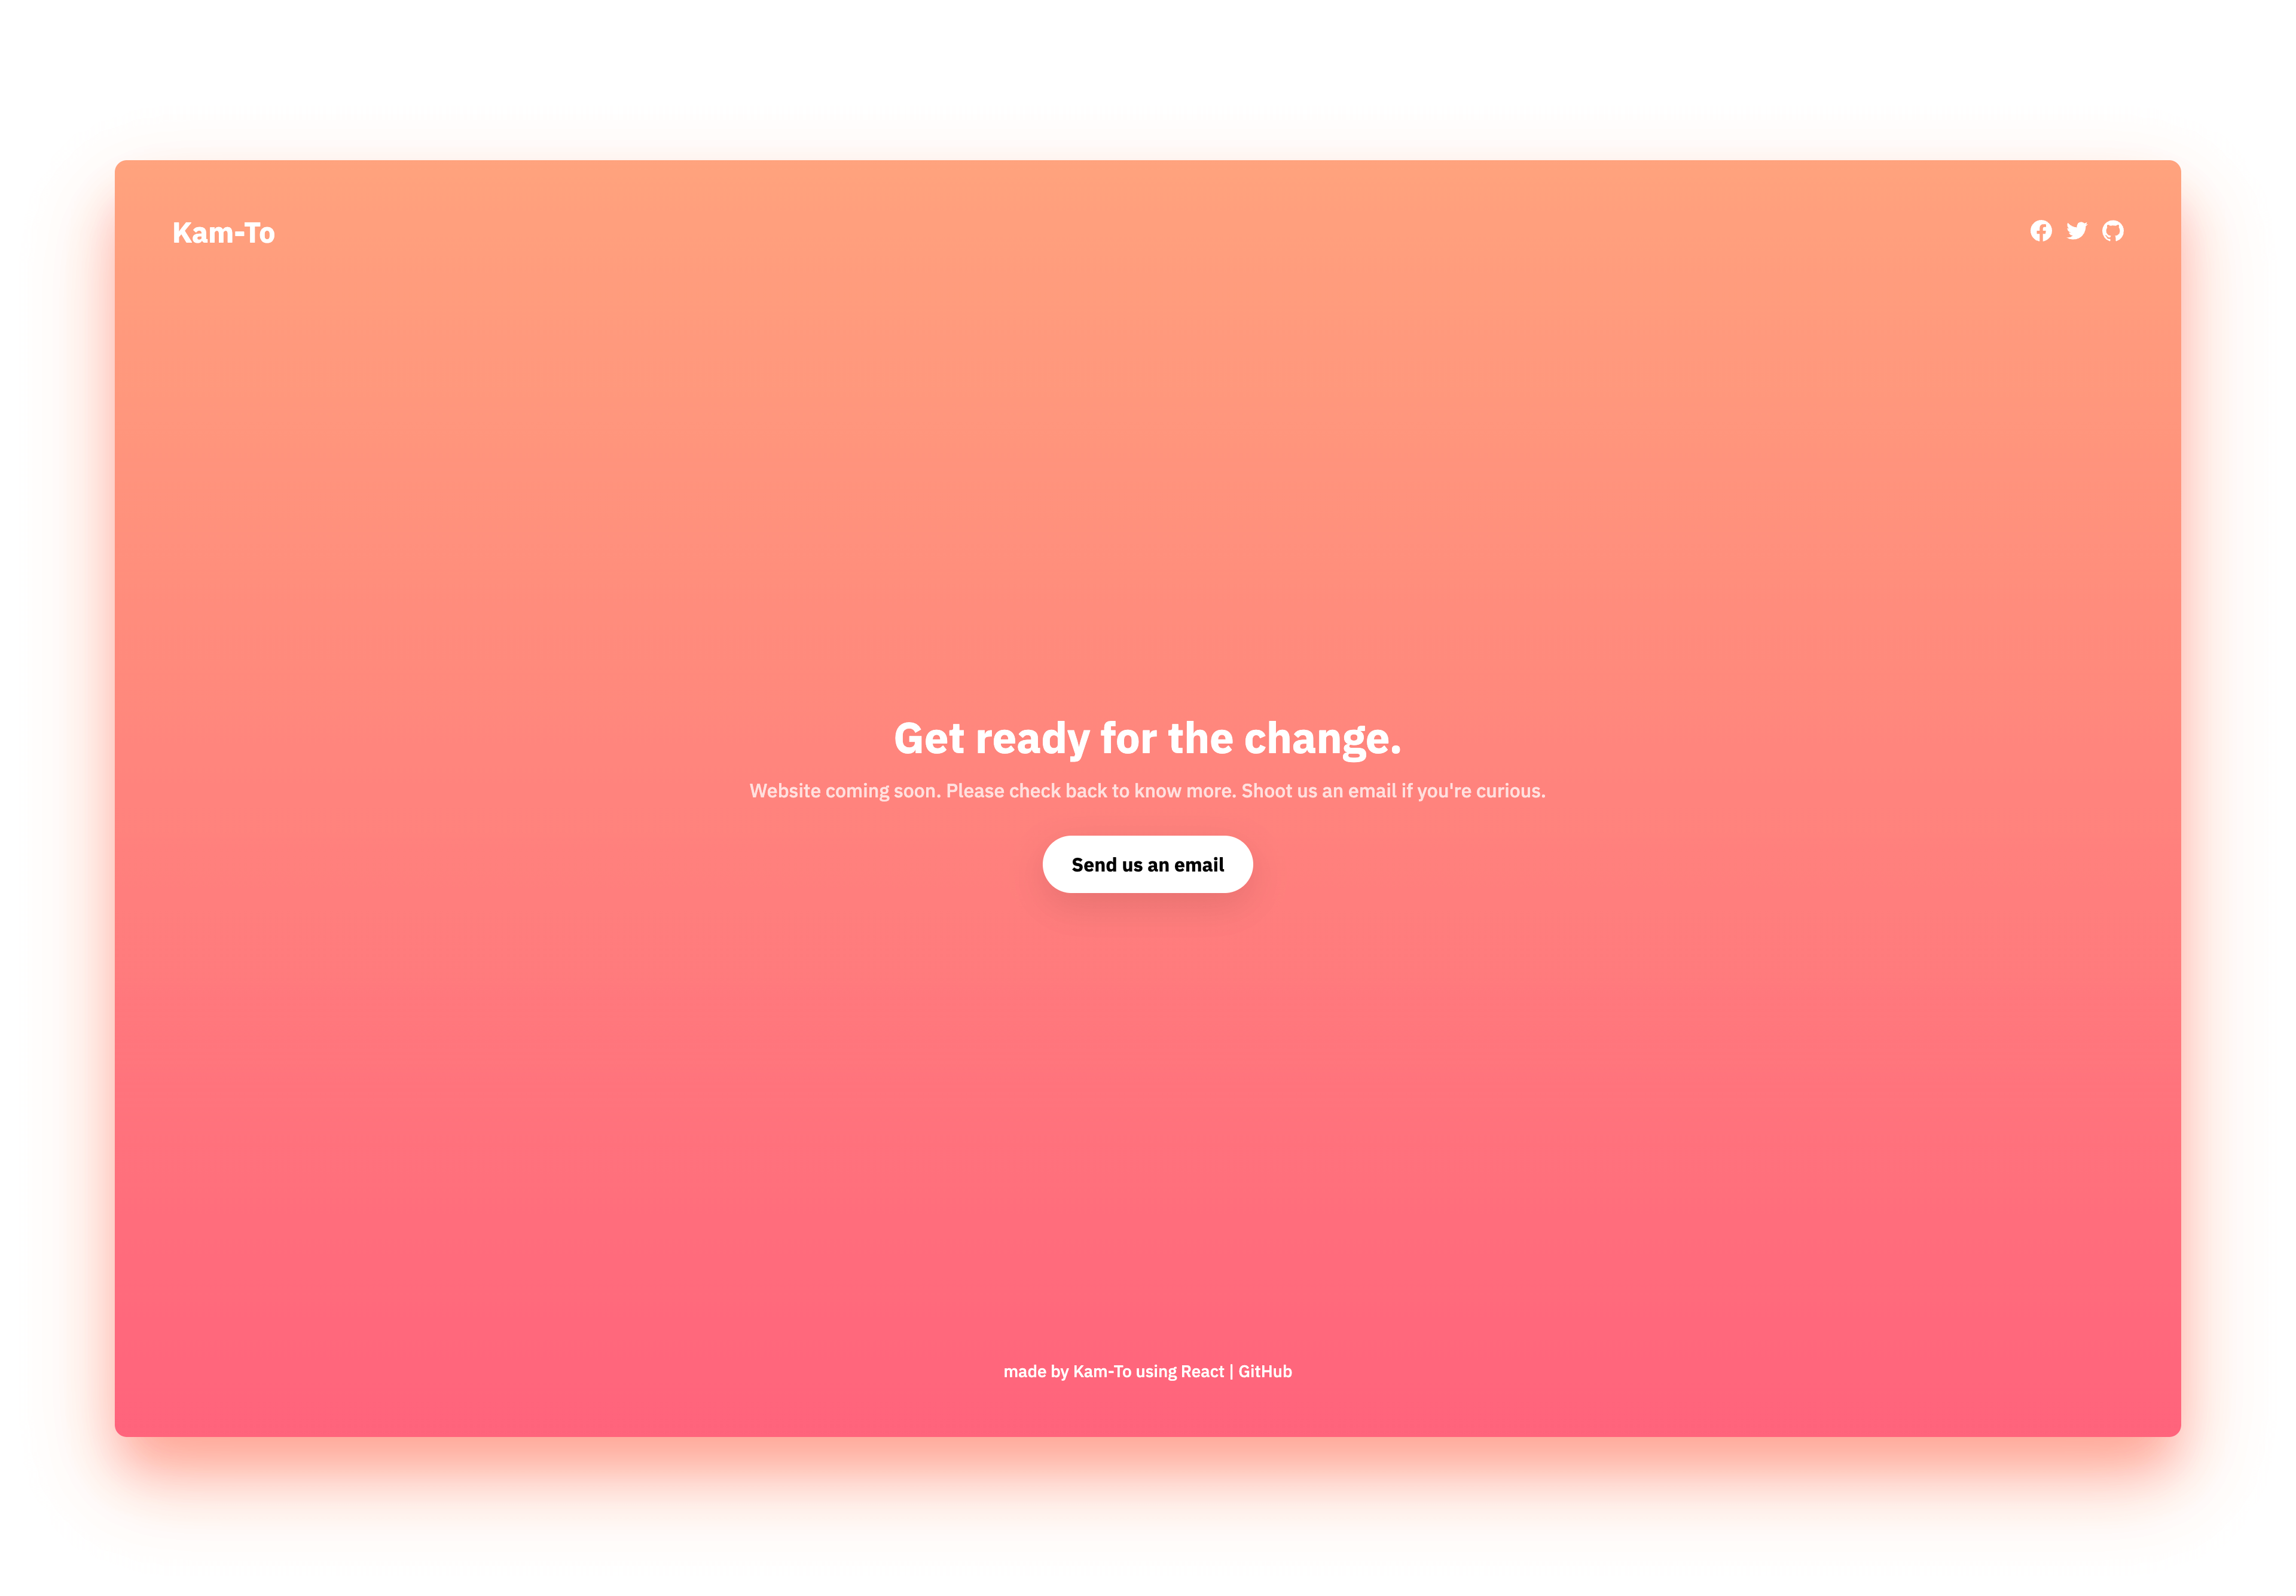 Kam-To
Get ready for the change.
Website coming soon. Please check back to know more. Shoot us an email if you're curious.
Send us an email
made by Kam-To using React | GitHub